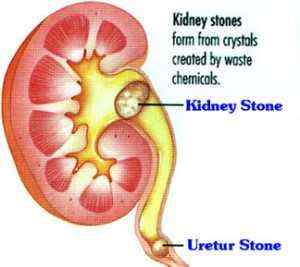 Kidney stones
form from crystals
created by waste
chemicals.
Kidney Stone
Uretur Stone